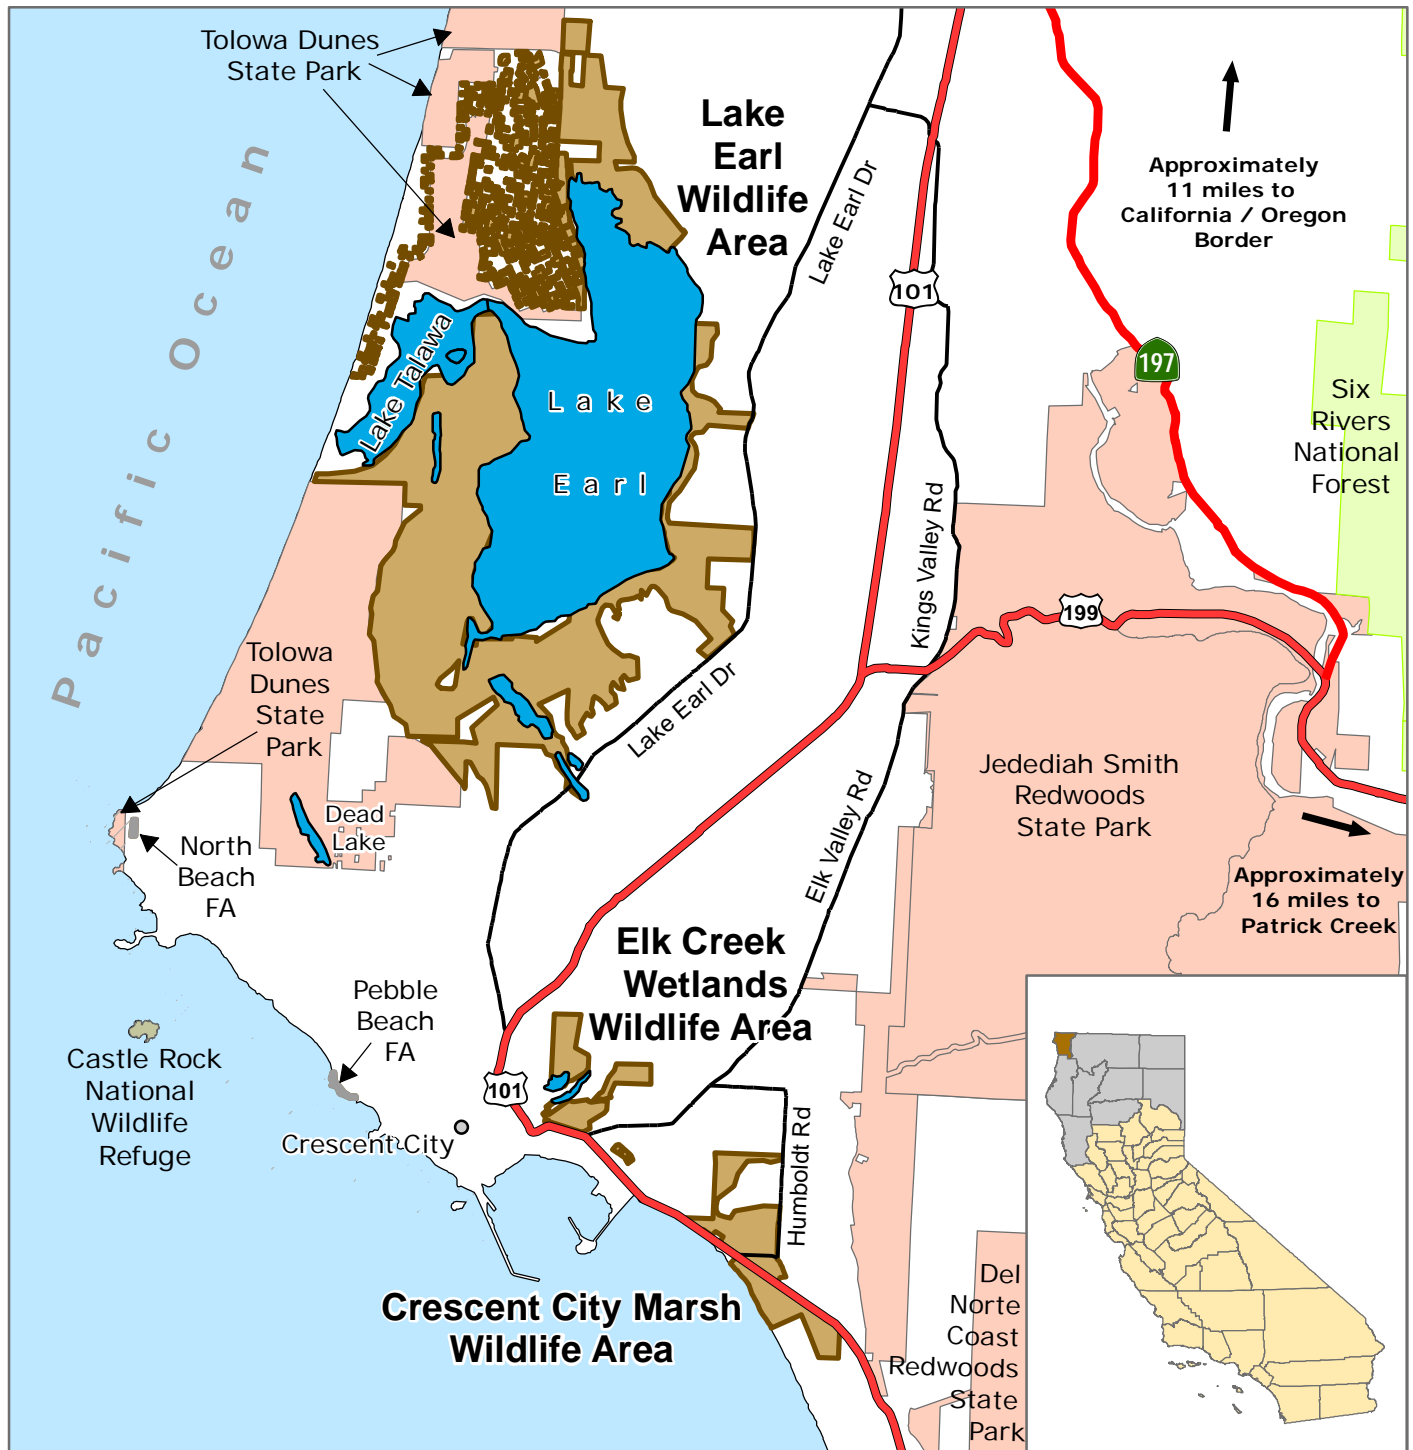 Tolowa Dunes
State Park
Lake
Earl
Wildlife
Area
Lake Earl Dr
Approximately
11 miles to
California / Oregon
Border
Pacific Ocean
101
197
Lake Talawa
Lake
Earl
Six
Rivers
National
Forest
Kings Valley Rd
199
Tolowa
Dunes
State
Park
Lake Earl Dr
Jedediah Smith
Redwoods
State Park
Elk Valley Rd
Dead
Lake
North
Beach
FA
Approximately
16 miles to
Patrick Creek
Elk Creek
Wetlands
Wildlife Area
Pebble
Beach
FA
Castle Rock
National
Wildlife
Refuge
101
Crescent City
Humboldt Rd
Crescent City Marsh
Wildlife Area
Del
Norte
Coast
Redwoods
State
Park